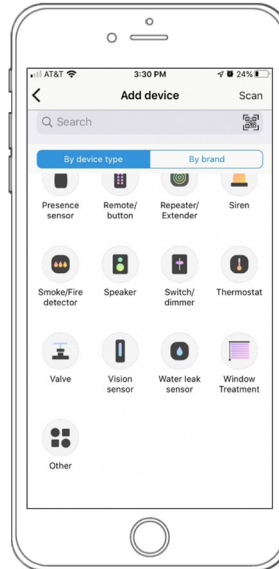 AT&T 3:30 PM 24%
Add device Scan
Search
By device type By brand
Presence sensor
Remote/ button
Repeater/ Extender
Siren
Smoke/Fire detector
Speaker
Switch/ dimmer
Thermostat
Valve
Vision sensor
Water leak sensor
Window Treatment
Other